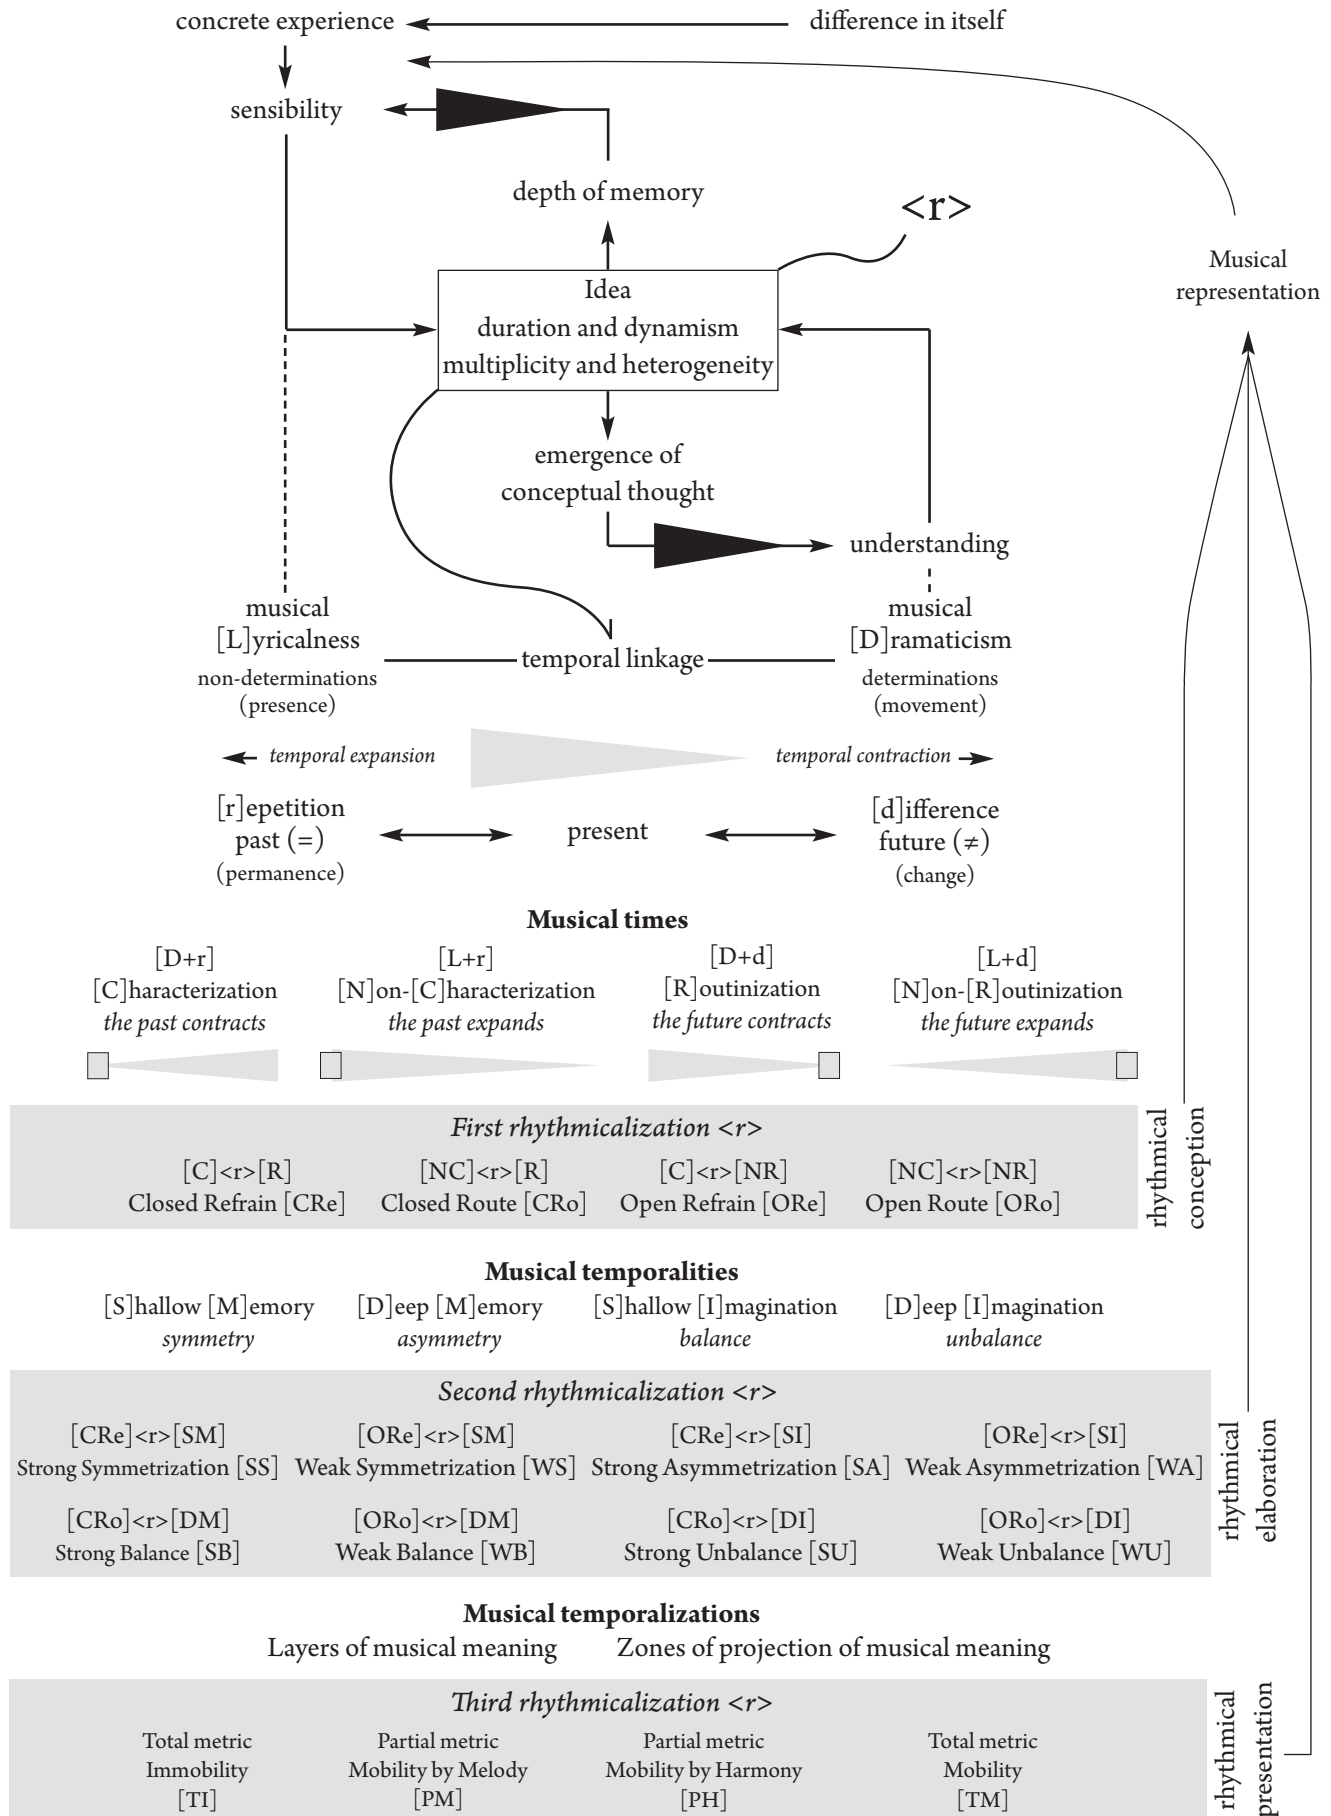 concrete experience
difference in itself
sensibility
depth of memory
<r>
Musical
representation
Idea
duration and dynamism
multiplicity and heterogeneity
emergence of
conceptual thought
understanding
musical
[L]yricalness
non-determinations
(presence)
temporal linkage
musical
[D]ramaticism
determinations
(movement)
temporal expansion
temporal contraction
[r]epetition
past (=)
(permanence)
present
[d]ifference
future (≠)
(change)
Musical times
[D+r]
[C]haracterization
the past contracts
[L+r]
[N]on-[C]haracterization
the past expands
[D+d]
[R]outinization
the future contracts
[L+d]
[N]on-[R]outinization
the future expands
First rhythmicalization <r>
[C]<r>[R]
Closed Refrain [CRe]
[NC]<r>[R]
Closed Route [CRo]
[C]<r>[NR]
Open Refrain [ORe]
[NC]<r>[NR]
Open Route [ORo]
rhythmical
conception
Musical temporalities
[S]hallow [M]emory
symmetry
[D]eep [M]emory
asymmetry
[S]hallow [I]magination
balance
[D]eep [I]magination
unbalance
Second rhythmicalization <r>
[CRe]<r>[SM]
Strong Symmetrization [SS]
[ORe]<r>[SM]
Weak Symmetrization [WS]
[CRe]<r>[SI]
Strong Asymmetrization [SA]
[ORe]<r>[SI]
Weak Asymmetrization [WA]
[CRo]<r>[DM]
Strong Balance [SB]
[ORo]<r>[DM]
Weak Balance [WB]
[CRo]<r>[DI]
Strong Unbalance [SU]
[ORo]<r>[DI]
Weak Unbalance [WU]
rhythmical
elaboration
Musical temporalizations
Layers of musical meaning
Zones of projection of musical meaning
Third rhythmicalization <r>
Total metric
Immobility
[TI]
Partial metric
Mobility by Melody
[PM]
Partial metric
Mobility by Harmony
[PH]
Total metric
Mobility
[TM]
rhythmical
presentation